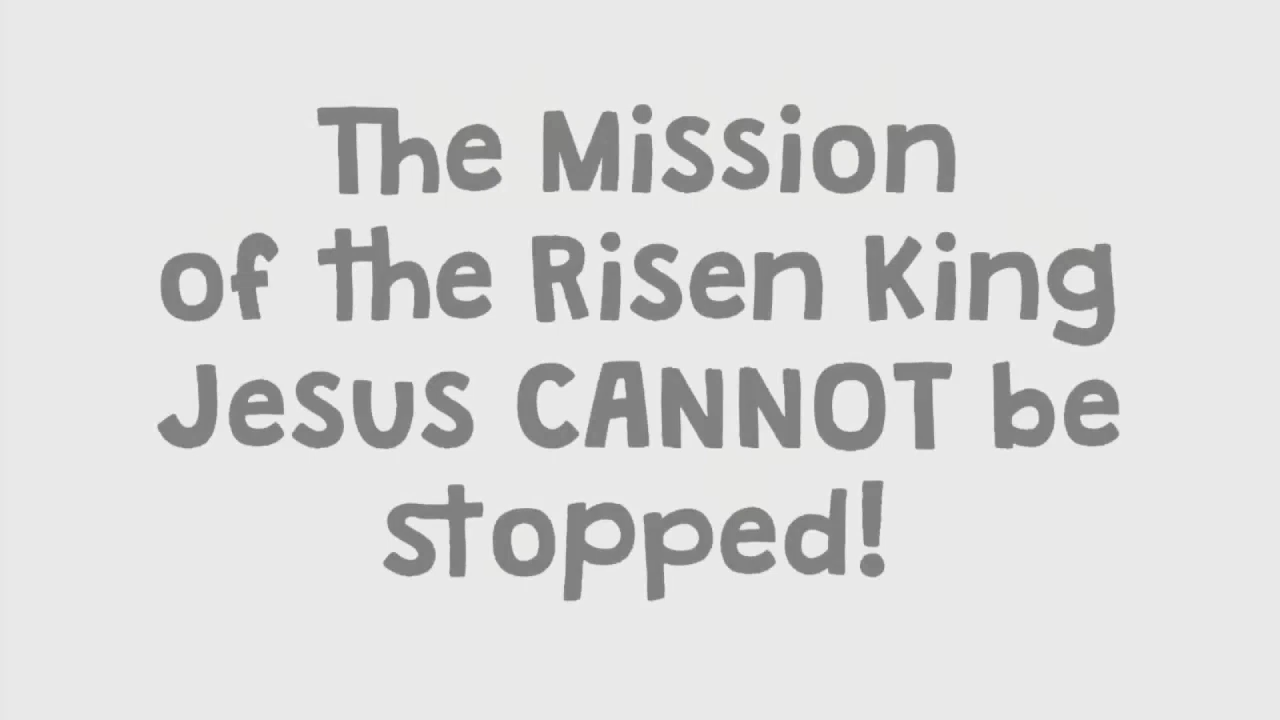 The Mission
of the Risen King
Jesus CANNOT be
stopped!